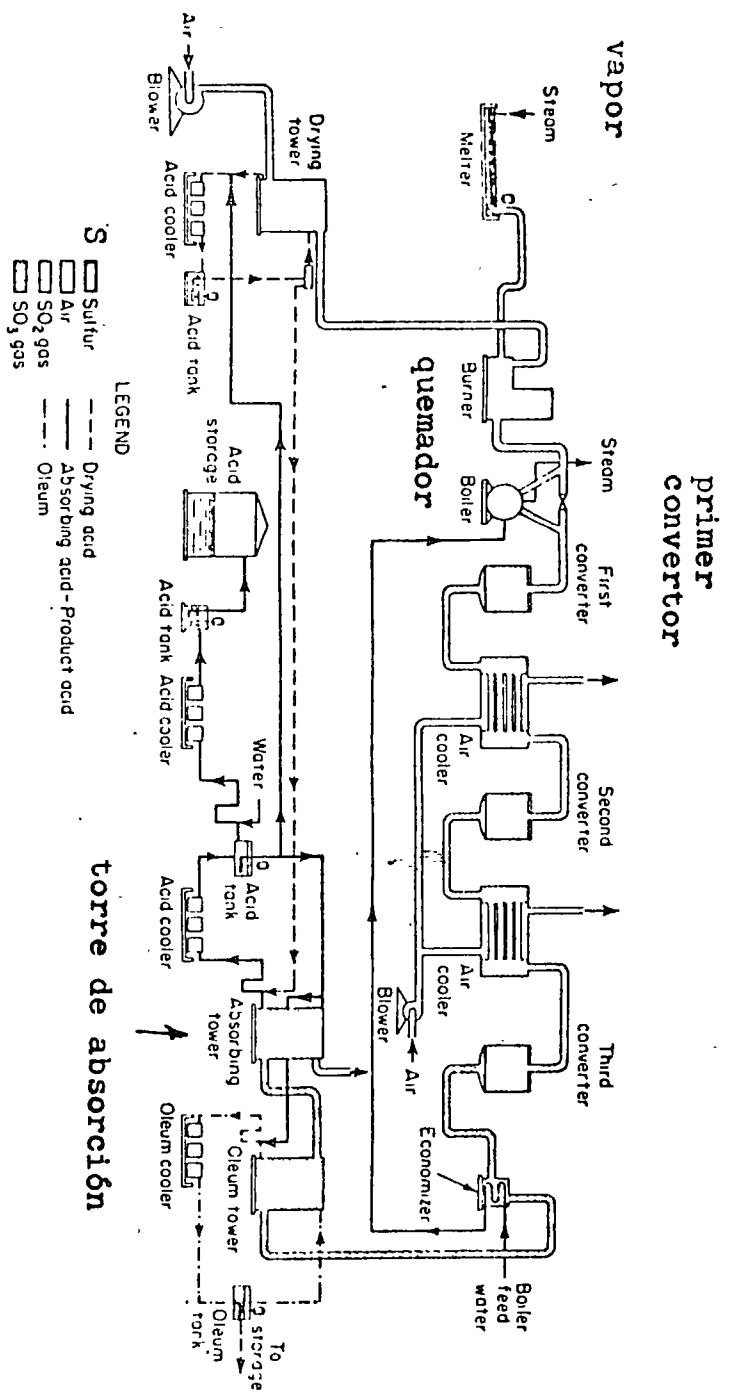 vapor
primer
convertor
Steam
Melter
Burner
quemador
Steam
Boiler
First
converter
Air
cooler
Second
converter
Air
cooler
Third
converter
Economizer
Boiler
feed
water
Blower
Air
Air
Blower
Drying
tower
Acid cooler
Acid tank
Acid
storage
Acid tank
Acid cooler
Water
Acid
tank
Acid cooler
Absorbing
tower
torre de absorción
Oleum tower
Oleum cooler
Oleum
tank
To
storage
LEGEND
S
Sulfur
Air
SO₂ gas
SO₃ gas
Drying acid
Absorbing acid - Product acid
Oleum